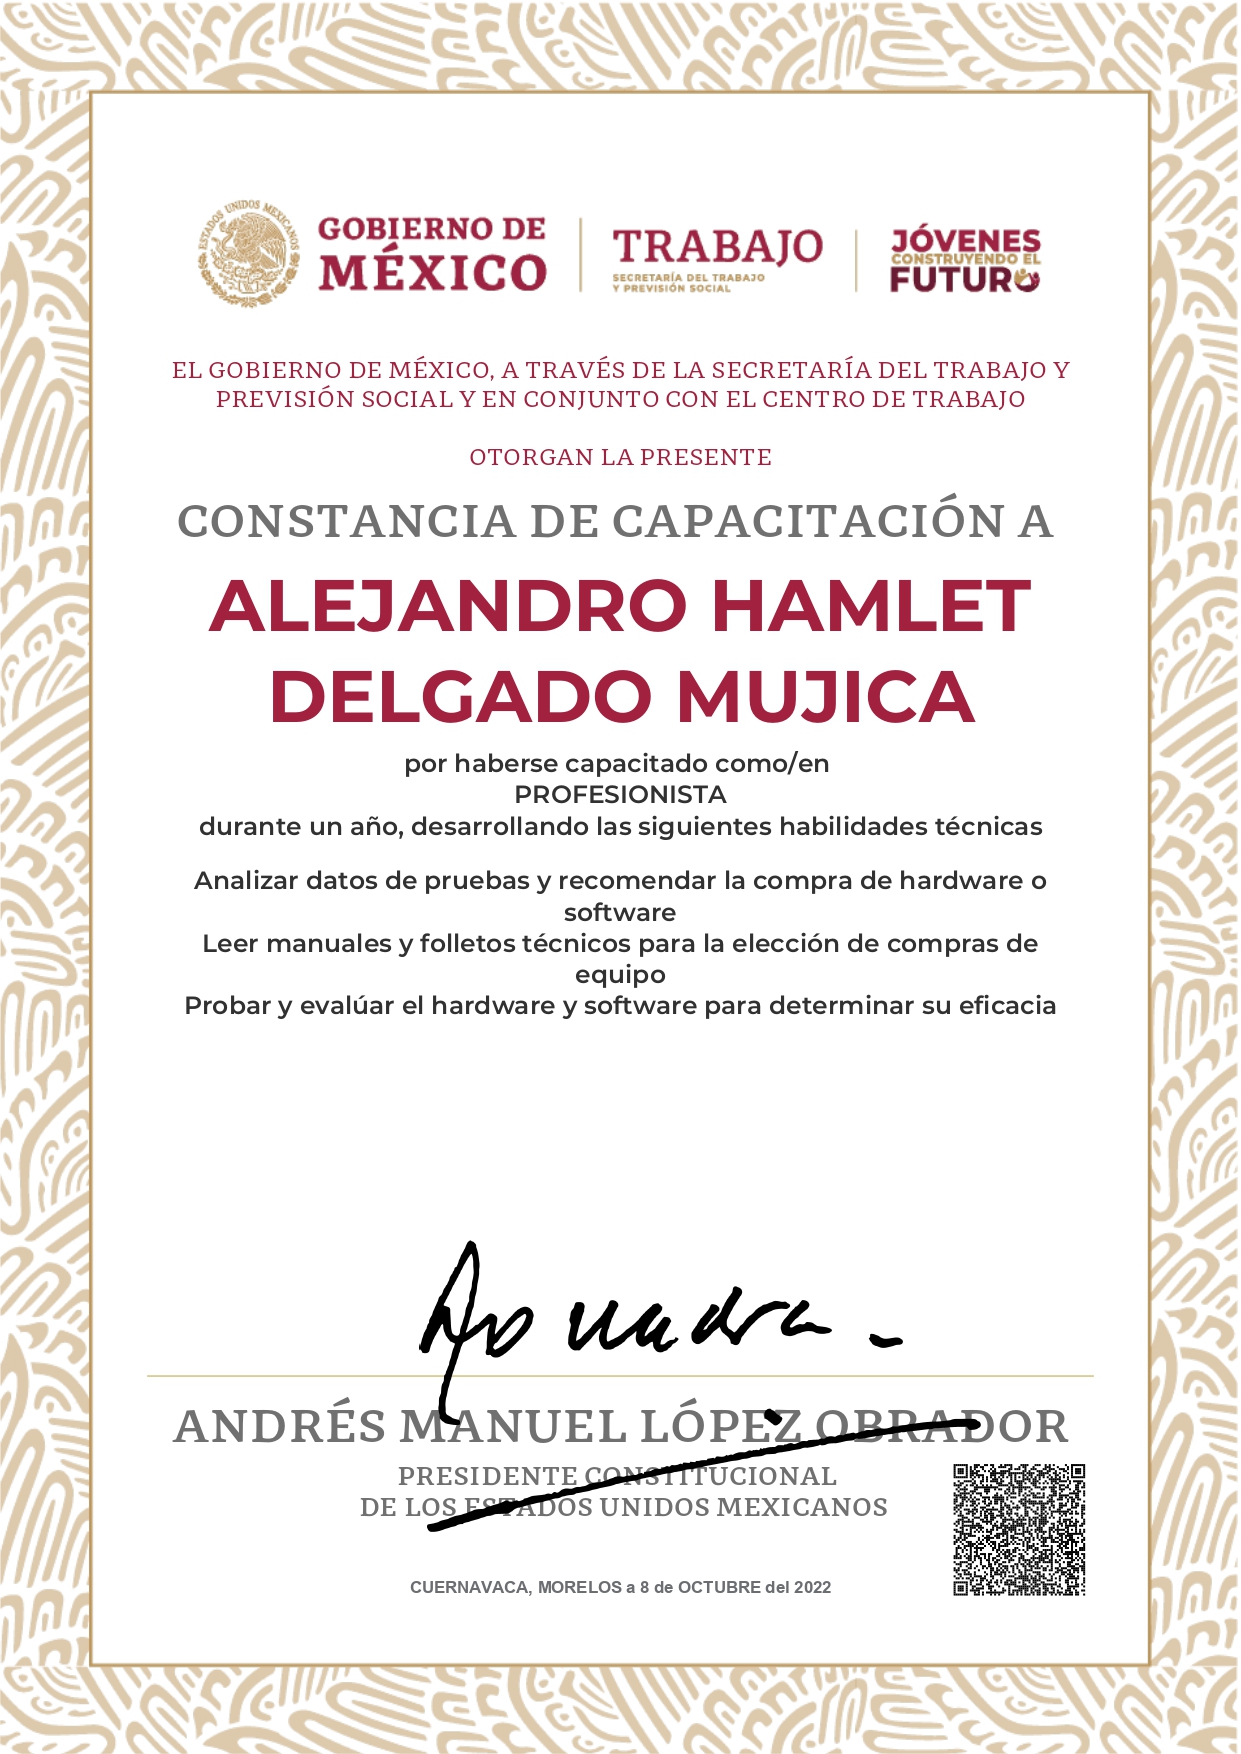 ESTADOS UNIDOS MEXICANOS
GOBIERNO DE
MÉXICO
TRABAJO
SECRETARÍA DEL TRABAJO
Y PREVISIÓN SOCIAL
JÓVENES
CONSTRUYENDO EL
FUTURO
EL GOBIERNO DE MÉXICO, A TRAVÉS DE LA SECRETARÍA DEL TRABAJO Y
PREVISIÓN SOCIAL Y EN CONJUNTO CON EL CENTRO DE TRABAJO
OTORGAN LA PRESENTE
CONSTANCIA DE CAPACITACIÓN A
ALEJANDRO HAMLET
DELGADO MUJICA
por haberse capacitado como/en
PROFESIONISTA
durante un año, desarrollando las siguientes habilidades técnicas
Analizar datos de pruebas y recomendar la compra de hardware o
software
Leer manuales y folletos técnicos para la elección de compras de
equipo
Probar y evalúar el hardware y software para determinar su eficacia
ANDRÉS MANUEL LÓPEZ OBRADOR
PRESIDENTE CONSTITUCIONAL
DE LOS ESTADOS UNIDOS MEXICANOS
CUERNAVACA, MORELOS a 8 de OCTUBRE del 2022